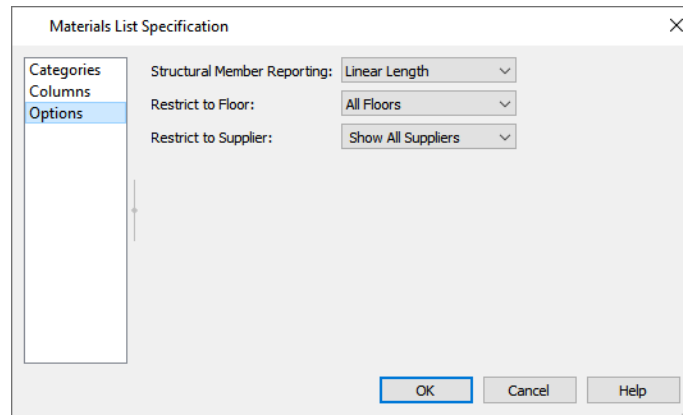 Materials List Specification
Categories
Columns
Options
Structural Member Reporting: Linear Length
Restrict to Floor: All Floors
Restrict to Supplier: Show All Suppliers
OK Cancel Help